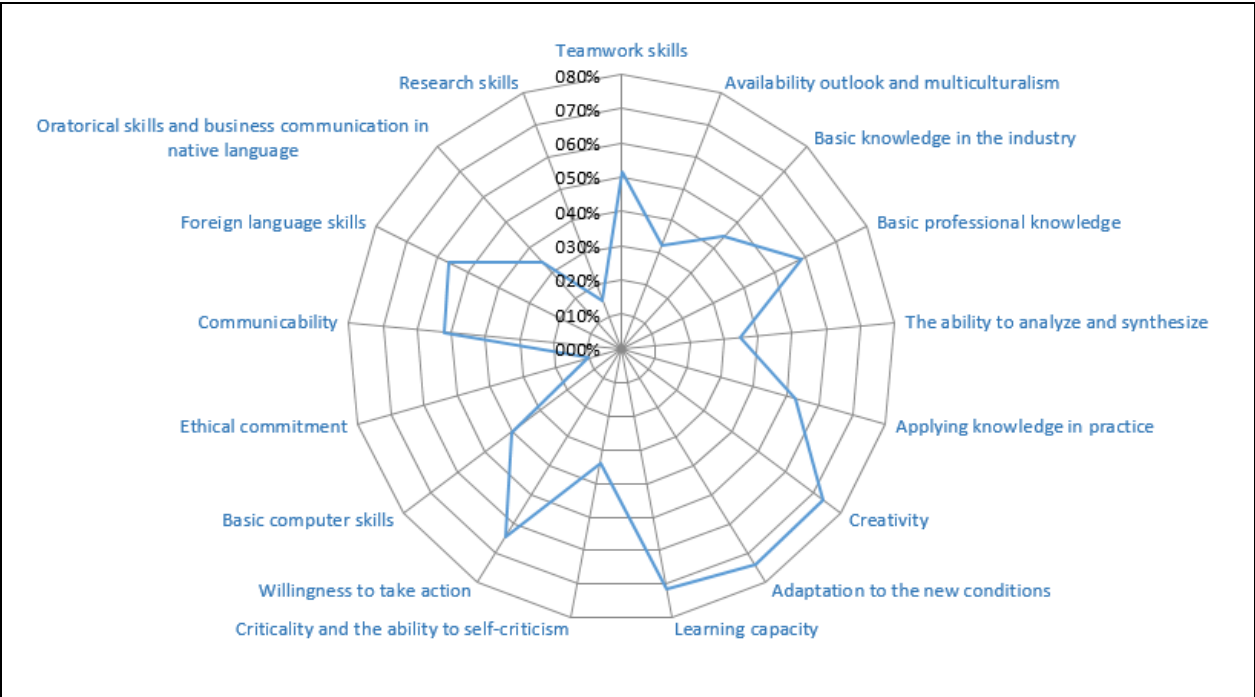 Teamwork skills
080%
Research skills
Availability outlook and multiculturalism
070%
Oratorical skills and business communication in
native language
Basic knowledge in the industry
060%
050%
Foreign language skills
040%
Basic professional knowledge
030%
020%
Communicability
010%
The ability to analyze and synthesize
000%
Ethical commitment
Applying knowledge in practice
Basic computer skills
Creativity
Willingness to take action
Adaptation to the new conditions
Criticality and the ability to self-criticism
Learning capacity